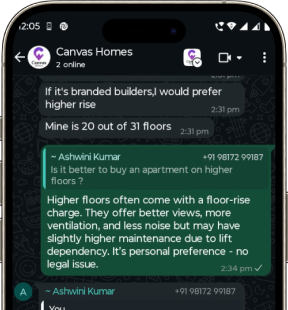 12:05
Canvas Homes
2 online
Canvas
If it's branded builders,I would prefer
higher rise
2:31 pm
Mine is 20 out of 31 floors
2:31 pm
~ Ashwini Kumar
+91 98172 99187
Is it better to buy an apartment on higher
floors ?
Higher floors often come with a floor-rise
charge. They offer better views, more
ventilation, and less noise but may have
slightly higher maintenance due to lift
dependency. It's personal preference - no
legal issue.
2:34 pm
A
~ Ashwini Kumar
+91 98172 99187
You